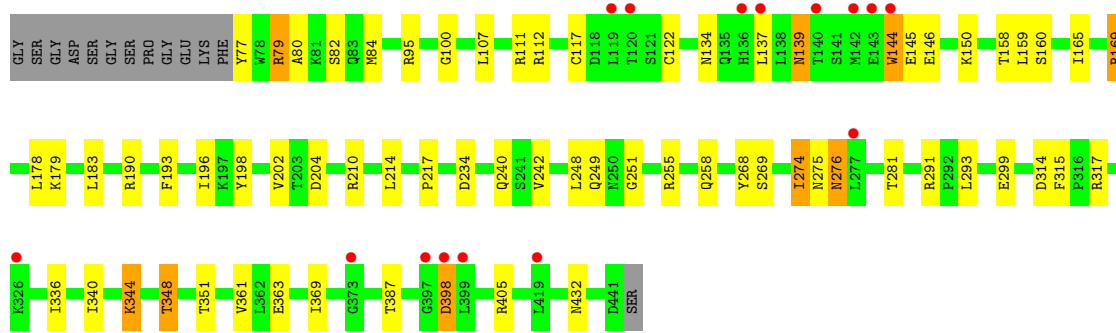 GLY SER GLY ASP SER GLY SER PRO GLY GLU LYS PHE Y77 W78 R79 A80 K81 S82 Q83 M84 R95 G100 L107 R111 R112 C117 D118 L119 T120 S121 C122 N134 Q135 H136 L137 L138 N139 T140 S141 M142 E143 W144 E145 E146 K150 T158 L159 S160 I165
L178 K179 L183 R190 F193 I196 K197 Y198 V202 T203 D204 R210 L214 P217 D234 Q240 S241 V242 L248 Q249 N250 G251 R255 Q258 Y268 S269 I274 N275 N276 L277 T281 R291 P292 L293 E299 D314 F315 P316 R317
K326 I336 I340 K344 T348 T351 V361 L362 E363 I369 G373 T387 G397 D398 L399 R405 L419 N432 D441 SER